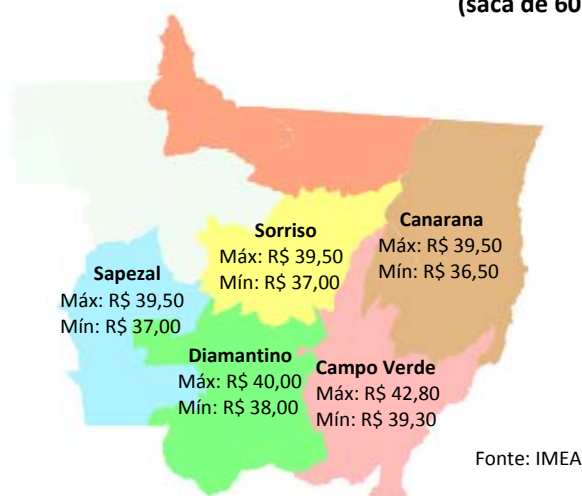 (saca de 60
Sorriso
Máx: R$ 39,50
Mín: R$ 37,00
Canarana
Máx: R$ 39,50
Mín: R$ 36,50
Sapezal
Máx: R$ 39,50
Mín: R$ 37,00
Diamantino
Máx: R$ 40,00
Mín: R$ 38,00
Campo Verde
Máx: R$ 42,80
Mín: R$ 39,30
Fonte: IMEA